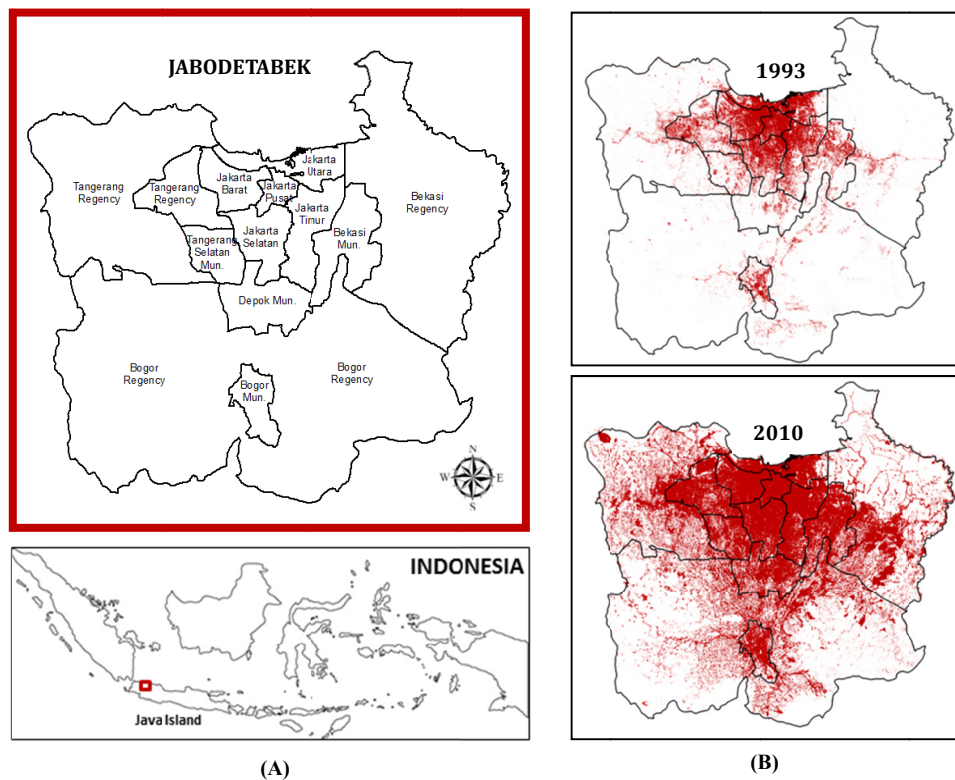 JABODETABEK
Jakarta
Utara
Tangerang
Regency
Tangerang
Regency
Jakarta
Barat
Jakarta
Pusat
Bekasi
Regency
Jakarta
Timur
Jakarta
Selatan
Bekasi
Mun.
Tangerang
Selatan
Mun.
Depok Mun.
Bogor
Regency
Bogor
Mun.
Bogor
Regency
N
W
E
S
INDONESIA
Java Island
(A)
1993
2010
(B)